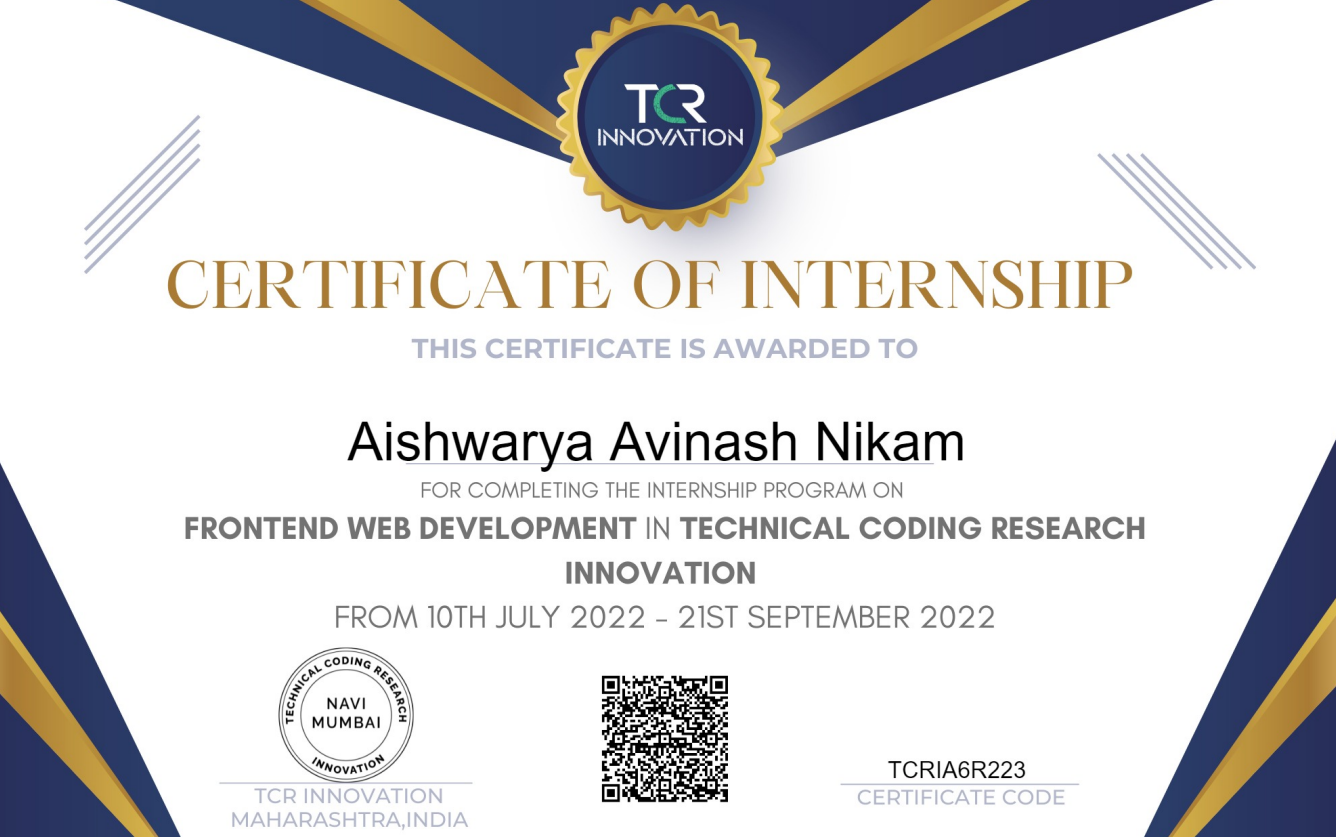 TCR
INNOVATION
CERTIFICATE OF INTERNSHIP
THIS CERTIFICATE IS AWARDED TO
Aishwarya Avinash Nikam
FOR COMPLETING THE INTERNSHIP PROGRAM ON
FRONTEND WEB DEVELOPMENT IN TECHNICAL CODING RESEARCH
INNOVATION
FROM 10TH JULY 2022 - 21ST SEPTEMBER 2022
TECHNICAL CODING RESEARCH
NAVI
MUMBAI
INNOVATION
TCR INNOVATION
MAHARASHTRA,INDIA
TCRIA6R223
CERTIFICATE CODE